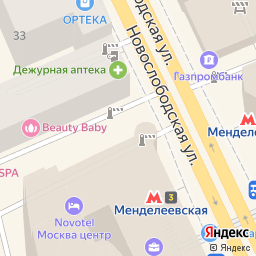 ОРТЕКА
33
одская ул.
Новослободская ул.
Дежурная аптека
Газпромбанк
Beauty Baby
Менделе
SPA
3
Менделеевская
Novotel
Москва центр
Яндекс